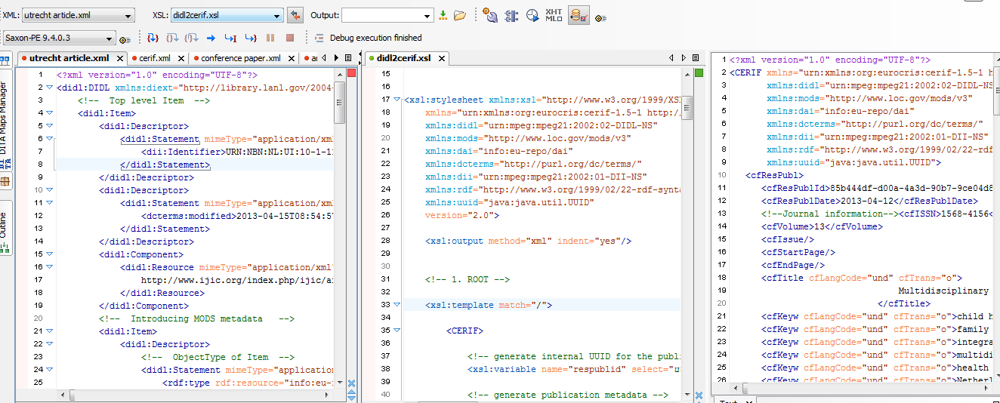 XML: utrecht article.xml XSL: didl2cerif.xsl Output: XHT MLO
Saxon-PE 9.4.0.3 Debug execution finished
utrecht article.xml cerif.xml conference paper.xml
1 <?xml version="1.0" encoding="UTF-8"?>
2 <didl:DIDL xmlns:diext="http://library.lanl.gov/2004-
3 <!-- Top level Item -->
4 <didl:Item>
5 <didl:Descriptor>
6 <didl:Statement mimeType="application/xml
7 <dii:Identifier>URN:NBN:NL:UI:10-1-1
8 </didl:Statement>
9 </didl:Descriptor>
10 <didl:Descriptor>
11 <didl:Statement mimeType="application/xml
12 <dcterms:modified>2013-04-15T08:54:57
13 </didl:Statement>
14 </didl:Descriptor>
15 <didl:Component>
16 <didl:Resource mimeType="application/xml"
17 http://www.ijic.org/index.php/ijic/a
18 </didl:Resource>
19 </didl:Component>
20 <!-- Introducing MODS metadata -->
21 <didl:Item>
22 <didl:Descriptor>
23 <!-- ObjectType of Item -->
24 <didl:Statement mimeType="application
25 <rdf:type rdf:resource="info:eu-
DITA Maps Manager
Outline
didl2cerif.xsl
15
16
17 <xsl:stylesheet xmlns:xsl="http://www.w3.org/1999/XS
18 xmlns="urn:xmlns:org:eurocris:cerif-1.5-1 http:/
19 xmlns:didl="urn:mpeg:mpeg21:2002:02-DIDL-NS"
20 xmlns:mods="http://www.loc.gov/mods/v3"
21 xmlns:dai="info:eu-repo/dai"
22 xmlns:dcterms="http://purl.org/dc/terms/"
23 xmlns:dii="urn:mpeg:mpeg21:2002:01-DII-NS"
24 xmlns:rdf="http://www.w3.org/1999/02/22-rdf-synt
25 xmlns:uuid="java:java.util.UUID"
26 version="2.0">
27
28 <xsl:output method="xml" indent="yes"/>
29
30
31 <!-- 1. ROOT -->
32
33 <xsl:template match="/">
34
35 <CERIF>
36
37 <!-- generate internal UUID for the publ
38 <xsl:variable name="respublid" select="u
39
40 <!-- generate publication metadata -->
1 <?xml version="1.0" encoding="UTF-8"?>
2 <CERIF xmlns="urn:xmlns:org:eurocris:cerif-1.5-1 h
3 xmlns:didl="urn:mpeg:mpeg21:2002:02-DIDL-NS
4 xmlns:mods="http://www.loc.gov/mods/v3"
5 xmlns:dai="info:eu-repo/dai"
6 xmlns:dcterms="http://purl.org/dc/terms/"
7 xmlns:dii="urn:mpeg:mpeg21:2002:01-DII-NS"
8 xmlns:rdf="http://www.w3.org/1999/02/22-rdf
9 xmlns:uuid="java:java.util.UUID">
10 <cfResPubl>
11 <cfResPublId>85b444df-d00a-4a3d-90b7-9ce04d8
12 <cfResPublDate>2013-04-12</cfResPublDate>
13 <!--Journal information--><cfISSN>1568-4156<
14 <cfVolume>13</cfVolume>
15 <cfIssue/>
16 <cfStartPage/>
17 <cfEndPage/>
18 <cfTitle cfLangCode="und" cfTrans="o">
19 Multidisciplinary
20 </cfTitle>
21 <cfKeyw cfLangCode="und" cfTrans="o">child h
22 <cfKeyw cfLangCode="und" cfTrans="o">family
23 <cfKeyw cfLangCode="und" cfTrans="o">integra
24 <cfKeyw cfLangCode="und" cfTrans="o">multidi
25 <cfKeyw cfLangCode="und" cfTrans="o">health
26 <cfKeyw cfLangCode="und" cfTrans="o">Netherl